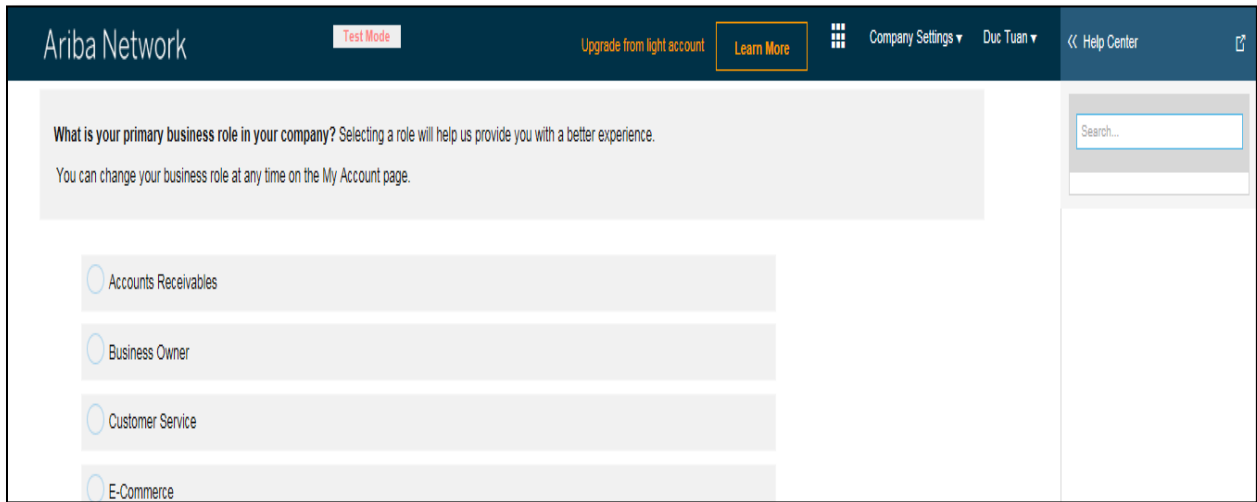 Ariba Network
Test Mode
Upgrade from light account
Learn More
Company Settings ▾
Duc Tuan ▾
<< Help Center
What is your primary business role in your company? Selecting a role will help us provide you with a better experience.
You can change your business role at any time on the My Account page.
Search...
Accounts Receivables
Business Owner
Customer Service
E-Commerce